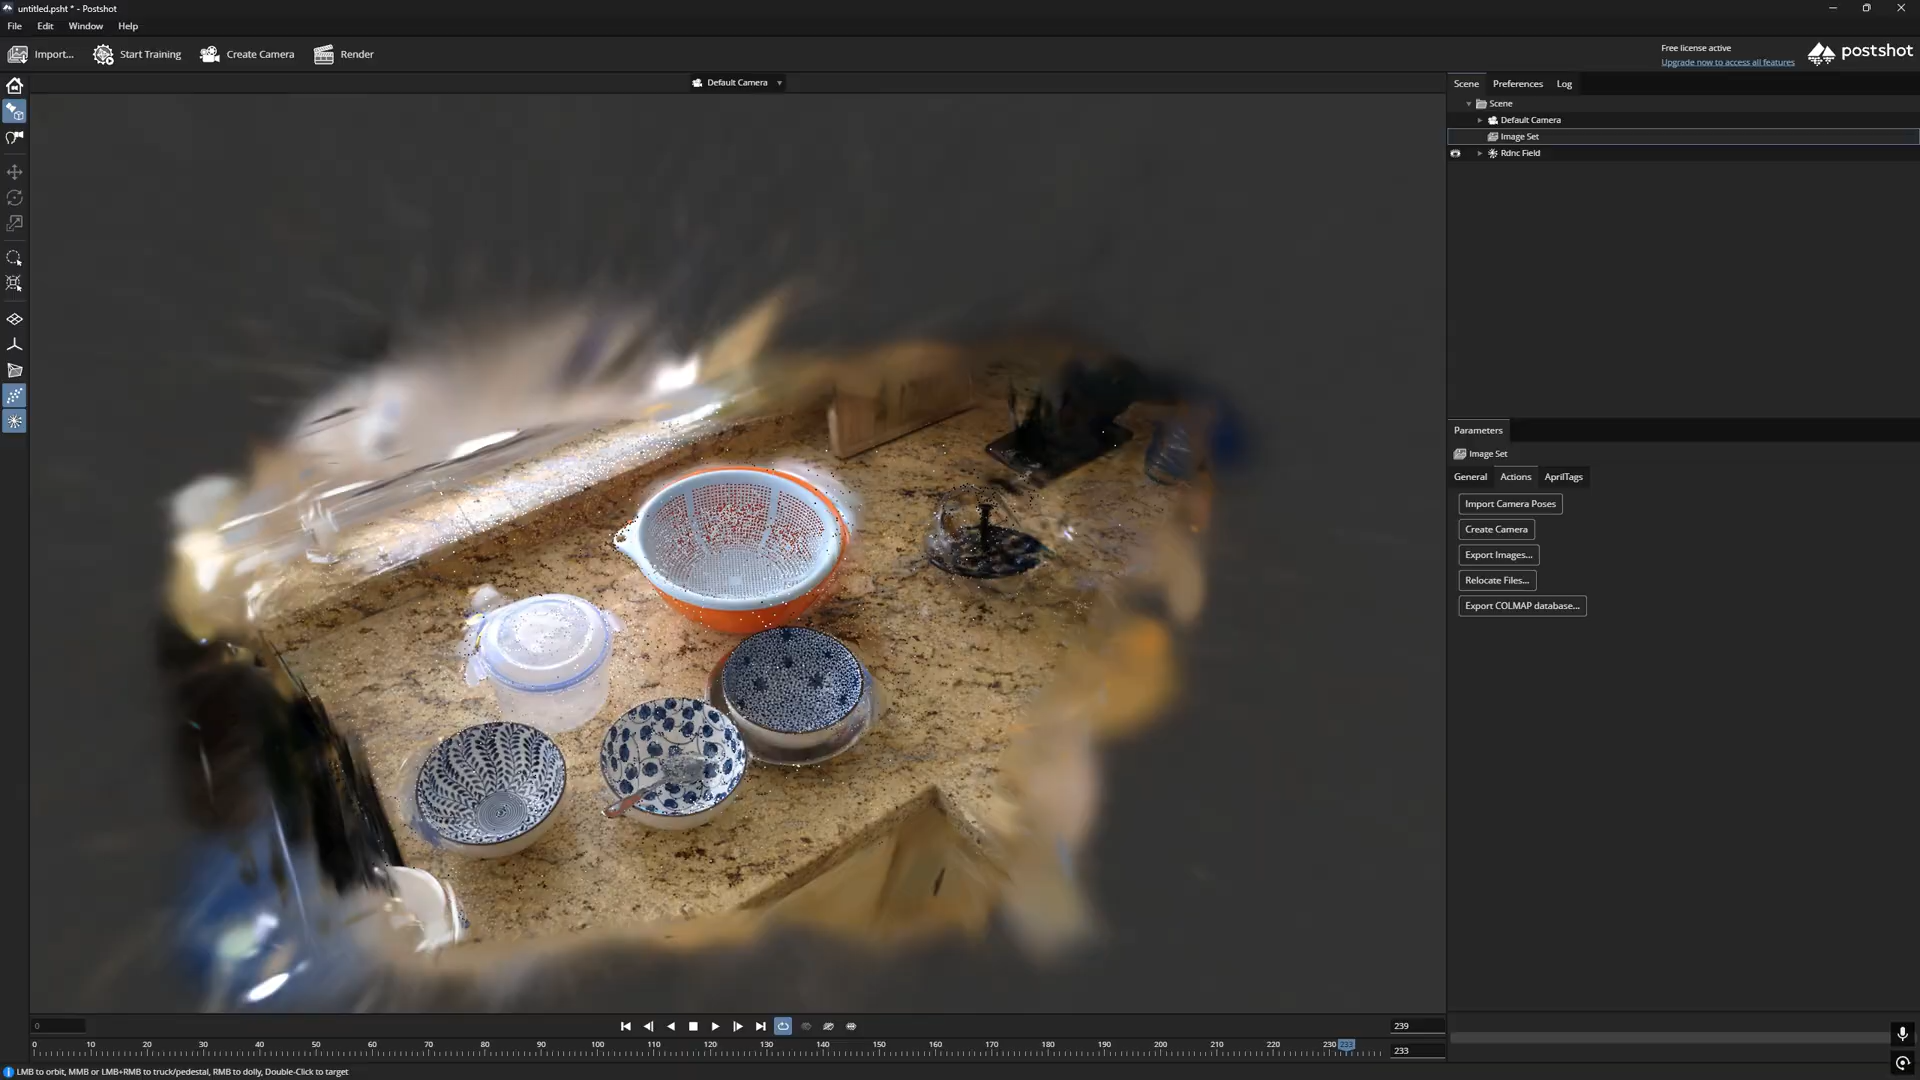 untitled.psht * - Postshot
File Edit Window Help
Import... Start Training Create Camera Render
Free license active
Upgrade now to access all features
postshot
Default Camera
Scene Preferences Log
Scene
Default Camera
Image Set
Rdnc Field
Parameters
Image Set
General Actions AprilTags
Import Camera Poses
Create Camera
Export Images...
Relocate Files...
Export COLMAP database...
0
239
0 10 20 30 40 50 60 70 80 90 100 110 120 130 140 150 160 170 180 190 200 210 220 230 233
233
LMB to orbit, MMB or LMB+RMB to truck/pedestal, RMB to dolly, Double-Click to target